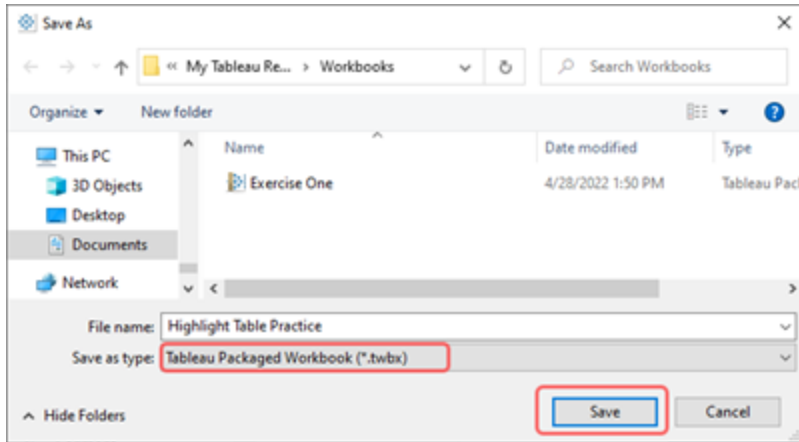 Save As
« My Tableau Re... > Workbooks
Search Workbooks
Organize
New folder
Name
Date modified
Type
This PC
3D Objects
Desktop
Documents
Network
Exercise One
4/28/2022 1:50 PM
Tableau Pac
File name: Highlight Table Practice
Save as type: Tableau Packaged Workbook (*.twbx)
Hide Folders
Save
Cancel